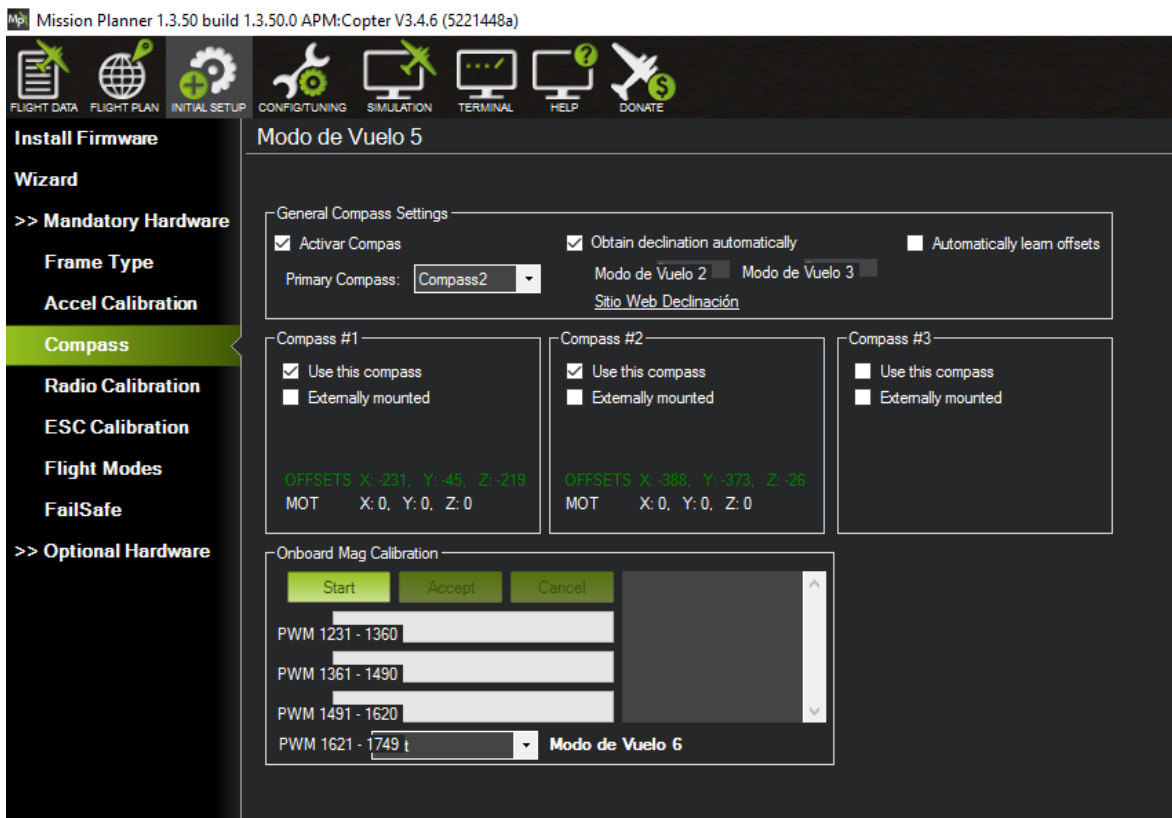 Mission Planner 1.3.50 build 1.3.50.0 APM:Copter V3.4.6 (5221448a)
FLIGHT DATA FLIGHT PLAN INITIAL SETUP CONFIG/TUNING SIMULATION TERMINAL HELP DONATE
Install Firmware
Wizard
>> Mandatory Hardware
Frame Type
Accel Calibration
Compass
Radio Calibration
ESC Calibration
Flight Modes
FailSafe
>> Optional Hardware
Modo de Vuelo 5
General Compass Settings
Activar Compas Obtain declination automatically Automatically learn offsets
Primary Compass: Compass2 Modo de Vuelo 2 Modo de Vuelo 3
Sitio Web Declinación
Compass #1
Use this compass
Externally mounted
OFFSETS X: -231, Y: -45, Z: -219
MOT X: 0, Y: 0, Z: 0
Compass #2
Use this compass
Externally mounted
OFFSETS X: -388, Y: -373, Z: -26
MOT X: 0, Y: 0, Z: 0
Compass #3
Use this compass
Externally mounted
Onboard Mag Calibration
Start Accept Cancel
PWM 1231 - 1360
PWM 1361 - 1490
PWM 1491 - 1620
PWM 1621 - 1749 t Modo de Vuelo 6